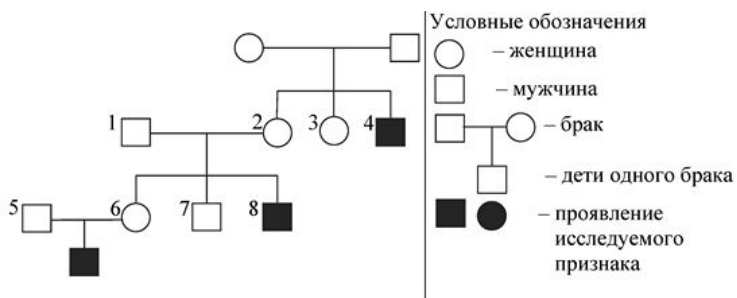 Условные обозначения
– женщина
– мужчина
– брак
– дети одного брака
– проявление
исследуемого
признака
1
2
3
4
5
6
7
8